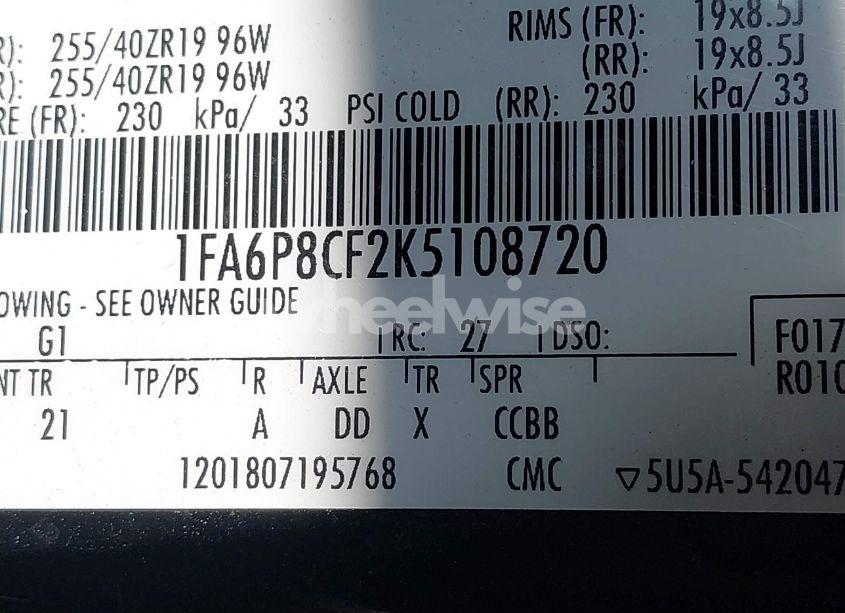 R): 255/40ZR19 96W RIMS (FR): 19x8.5J
R): 255/40ZR19 96W (RR): 19x8.5J
RE (FR): 230 kPa/ 33 PSI COLD (RR): 230 kPa/ 33
1FA6P8CF2K5108720
OWING - SEE OWNER GUIDE
wheelwise
G1 RC: 27 DSO: F017
NT TR TP/PS R AXLE TR SPR R010
21 A DD X CCBB
1201807195768 CMC ▽5U5A-542047